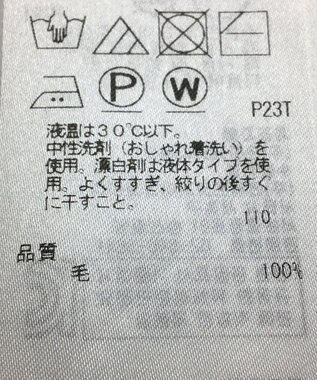 P W
P23T
液温は30℃以下。
中性洗剤(おしゃれ着洗い)を
使用。漂白剤は液体タイプを使
用。よくすすぎ、絞りの後すぐ
に干すこと。
110
品質
毛 100%